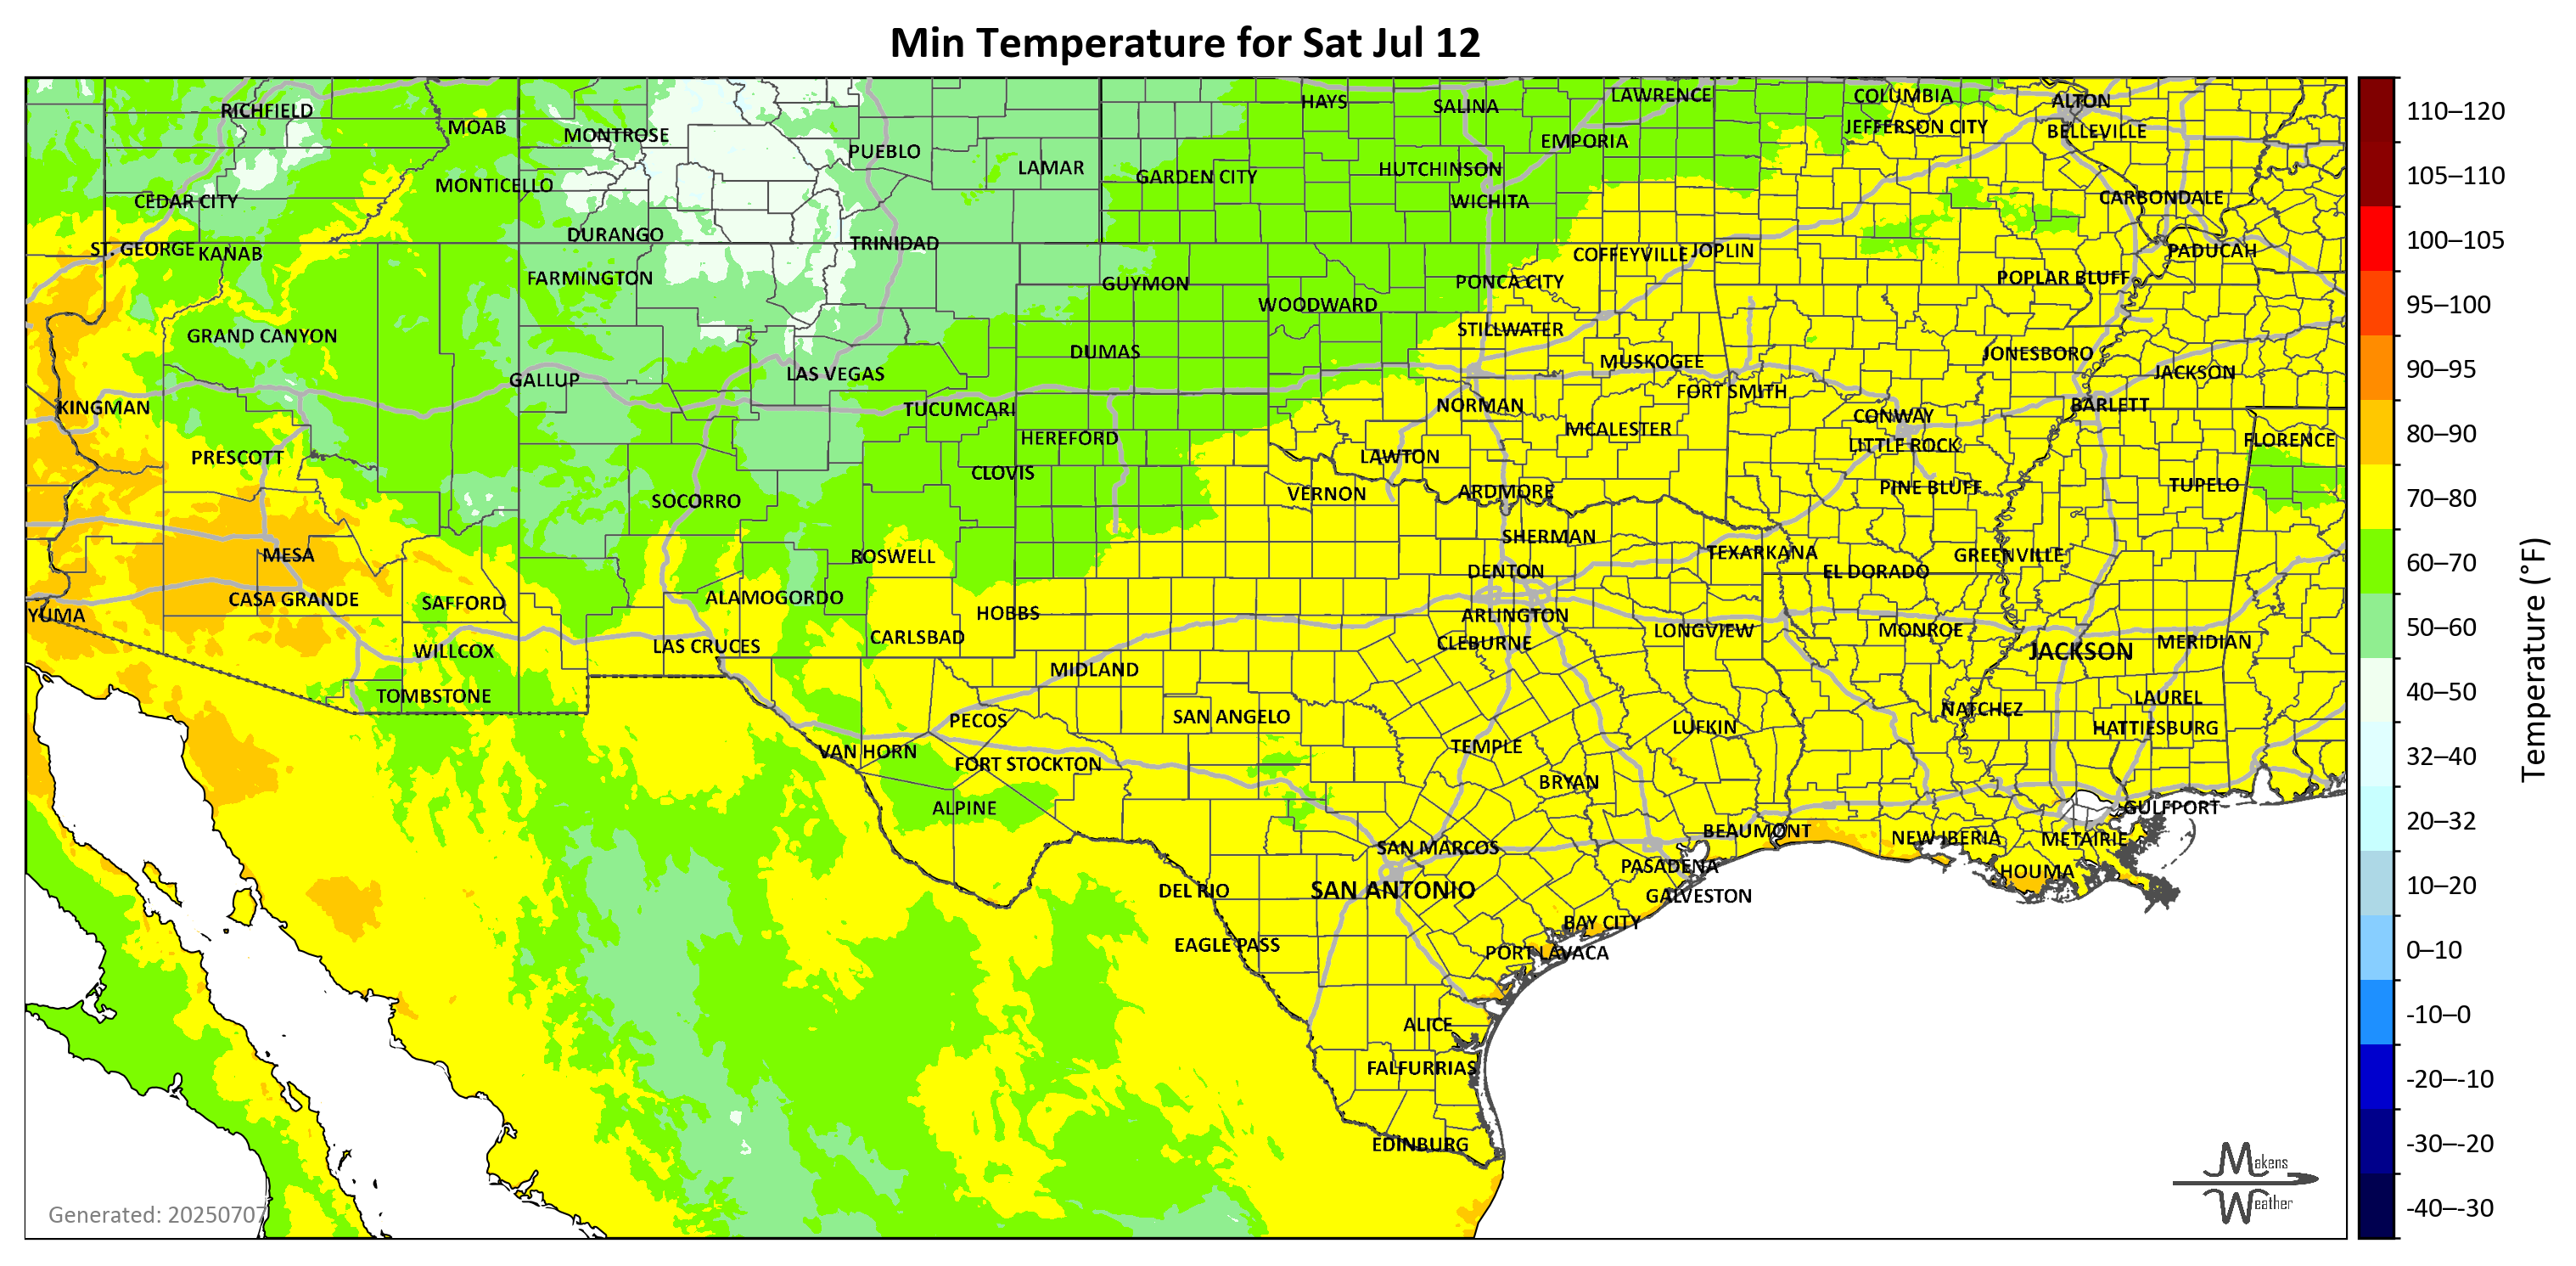 Min Temperature for Sat Jul 12
RICHFIELD
MOAB
MONTROSE
PUEBLO
LAMAR
HAYS
SALINA
LAWRENCE
COLUMBIA
ALTON
EMPORIA
JEFFERSON CITY
BELLEVILLE
CEDAR CITY
MONTICELLO
GARDEN CITY
HUTCHINSON
WICHITA
CARBONDALE
ST. GEORGE
KANAB
DURANGO
TRINIDAD
COFFEYVILLE
JOPLIN
PADUCAH
FARMINGTON
GUYMON
WOODWARD
PONCA CITY
POPLAR BLUFF
GRAND CANYON
DUMAS
STILLWATER
MUSKOGEE
JONESBORO
JACKSON
GALLUP
LAS VEGAS
FORT SMITH
KINGMAN
TUCUMCARI
NORMAN
CONWAY
BARLETT
HEREFORD
MCALESTER
LITTLE ROCK
FLORENCE
PRESCOTT
CLOVIS
LAWTON
SOCORRO
VERNON
ARDMORE
PINE BLUFF
TUPELO
MESA
ROSWELL
SHERMAN
TEXARKANA
GREENVILLE
DENTON
EL DORADO
YUMA
CASA GRANDE
SAFFORD
ALAMOGORDO
HOBBS
ARLINGTON
LAS CRUCES
CARLSBAD
CLEBURNE
LONGVIEW
MONROE
JACKSON
MERIDIAN
WILLCOX
MIDLAND
TOMBSTONE
PECOS
SAN ANGELO
LUFKIN
NATCHEZ
LAUREL
HATTIESBURG
VAN HORN
FORT STOCKTON
TEMPLE
BRYAN
ALPINE
GULFPORT
SAN MARCOS
BEAUMONT
NEW IBERIA
METAIRIE
DEL RIO
SAN ANTONIO
PASADENA
HOUMA
GALVESTON
EAGLE PASS
BAY CITY
PORT LAVACA
ALICE
FALFURRIAS
EDINBURG
Generated: 20250707
Makens
Weather
110–120
105–110
100–105
95–100
90–95
80–90
70–80
60–70
50–60
40–50
32–40
20–32
10–20
0–10
-10–0
-20–-10
-30–-20
-40–-30
Temperature (°F)